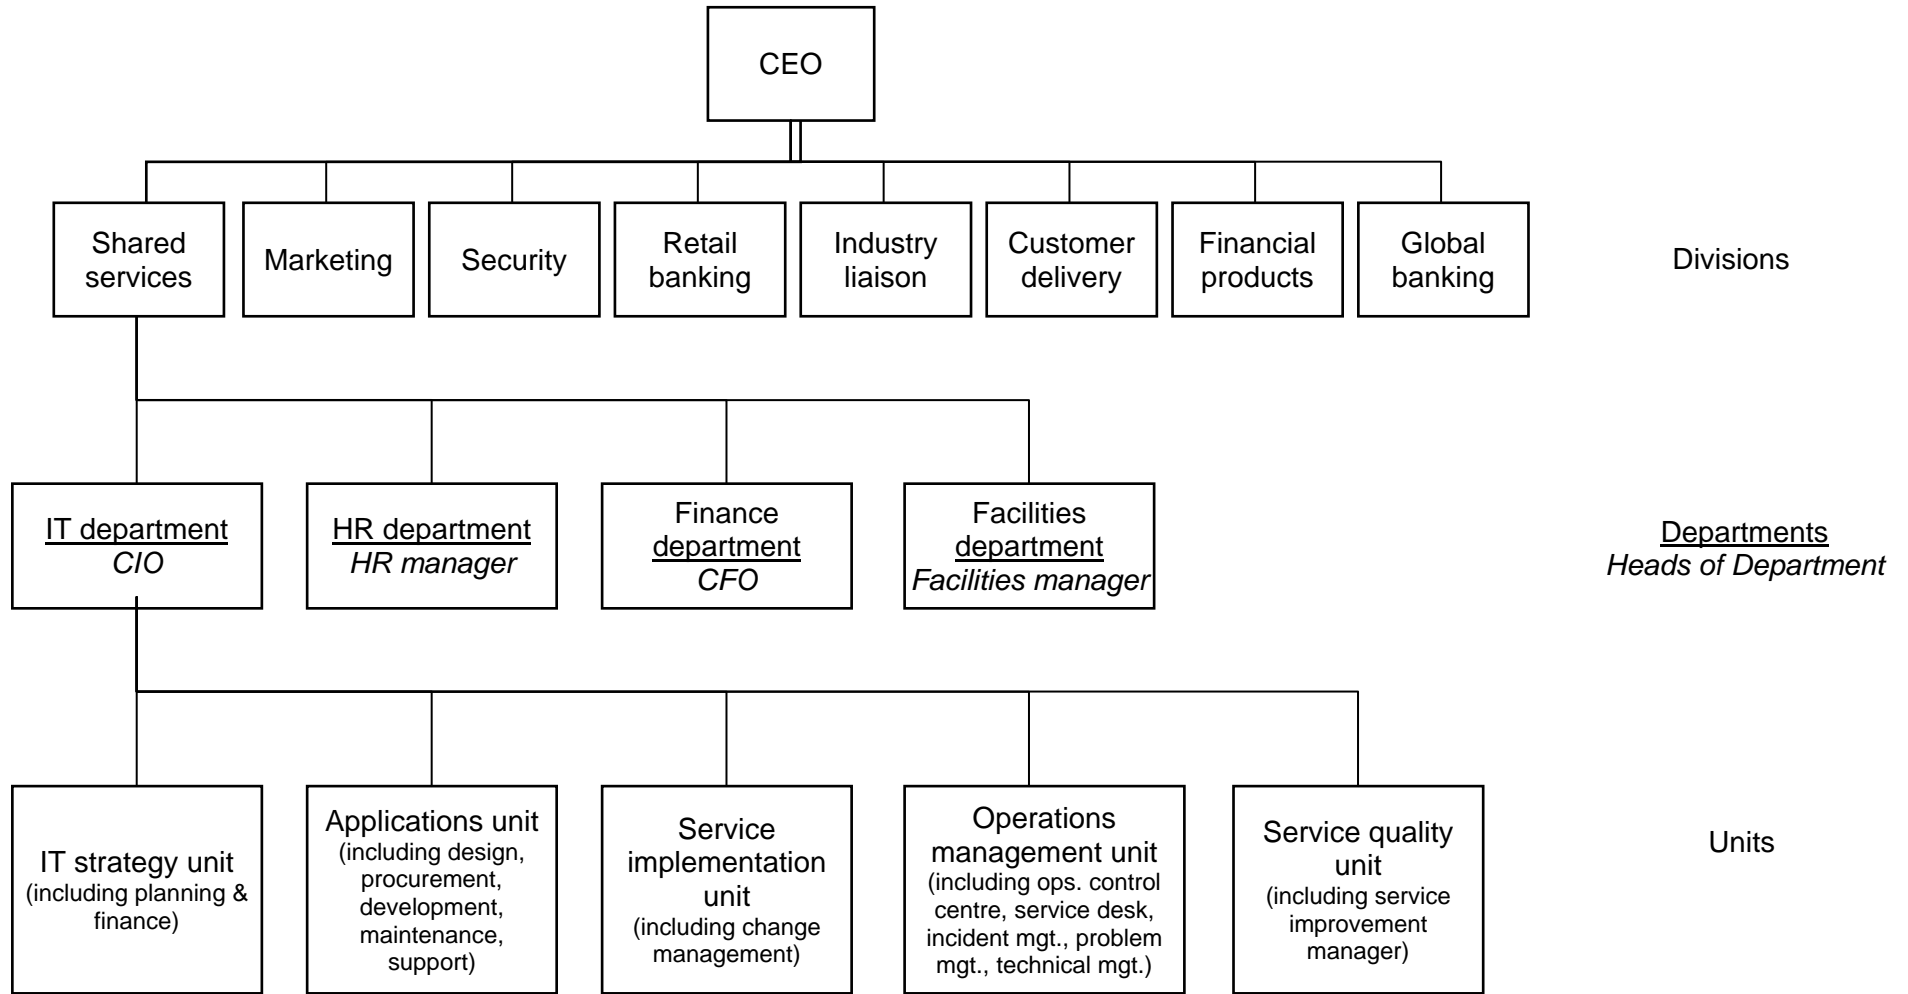 CEO
Shared
services
Marketing
Security
Retail
banking
Industry
liaison
Customer
delivery
Financial
products
Global
banking
Divisions
IT department
CIO
HR department
HR manager
Finance
department
CFO
Facilities
department
Facilities manager
Departments
Heads of Department
IT strategy unit
(including planning &
finance)
Applications unit
(including design,
procurement,
development,
maintenance,
support)
Service
implementation
unit
(including change
management)
Operations
management unit
(including ops. control
centre, service desk,
incident mgt., problem
mgt., technical mgt.)
Service quality
unit
(including service
improvement
manager)
Units